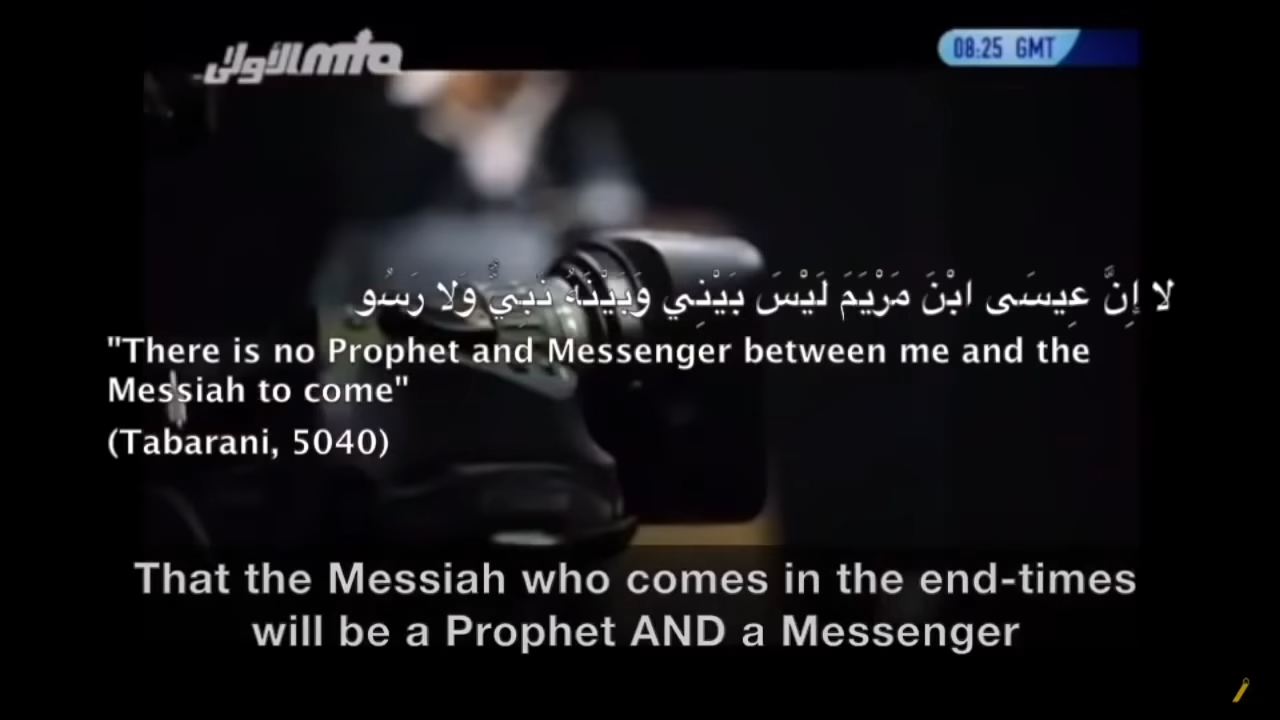 الأولى mta
08:25 GMT
لا إِنَّ عِيسَى ابْنَ مَرْيَمَ لَيْسَ بَيْنِي وَبَيْنَهُ نَبِيٌّ وَلا رَسُو
"There is no Prophet and Messenger between me and the
Messiah to come"
(Tabarani, 5040)
That the Messiah who comes in the end-times
will be a Prophet AND a Messenger